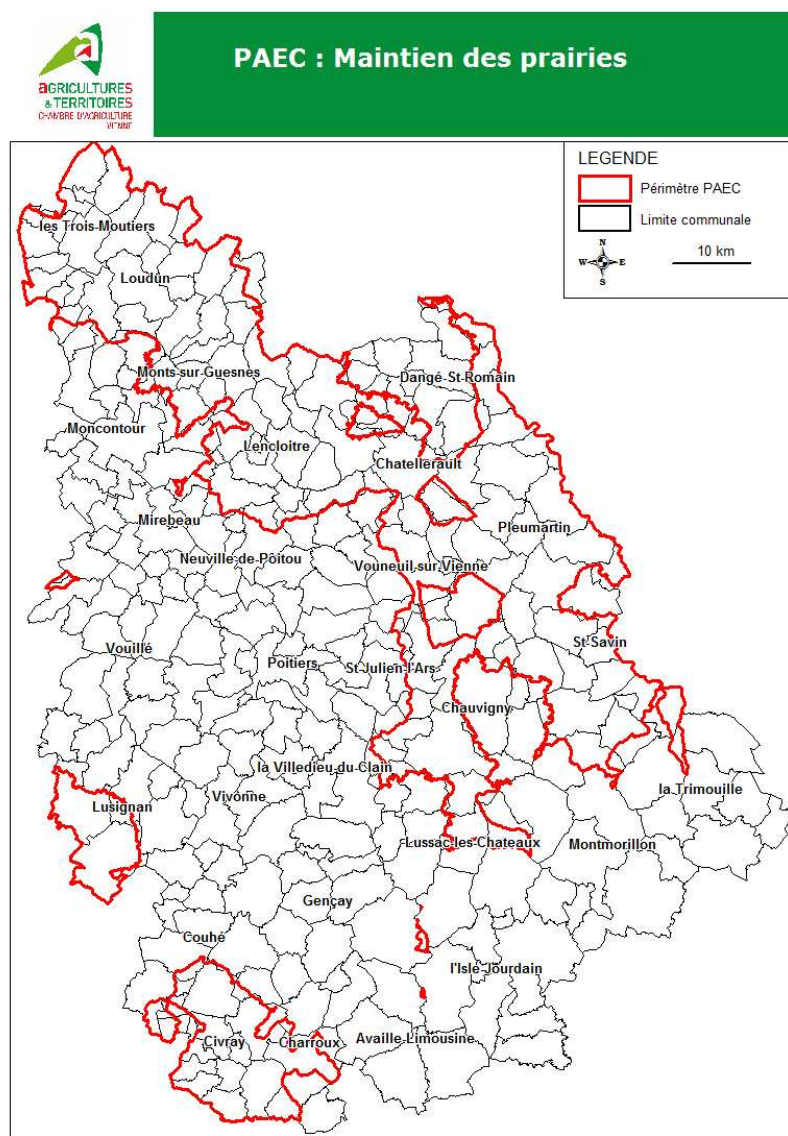 PAEC : Maintien des prairies
aGRICULTURES
& TERRITOIRES
CHAMBRE D'AGRICULTURE
VIENNE
LEGENDE
Périmètre PAEC
Limite communale
N
W E
S
10 km
les Trois-Moutiers
Loudun
Monts sur Guesnes
Dangé-St-Romain
Moncontour
Lencloitre
Chatellerault
Mirebeau
Pleumartin
Neuville-de-Poitou
Vouneuil sur Vienne
Vouillé
St-Savin
Poitiers
St-Julien-l'Ars
Chauvigny
la Villedieu-du-Clain
Lusignan
Vivonne
la Trimouille
Lussac-les-Chateaux
Montmorillon
Gençay
Couhé
l'Isle-Jourdain
Civray
Charroux
Availle-Limousine